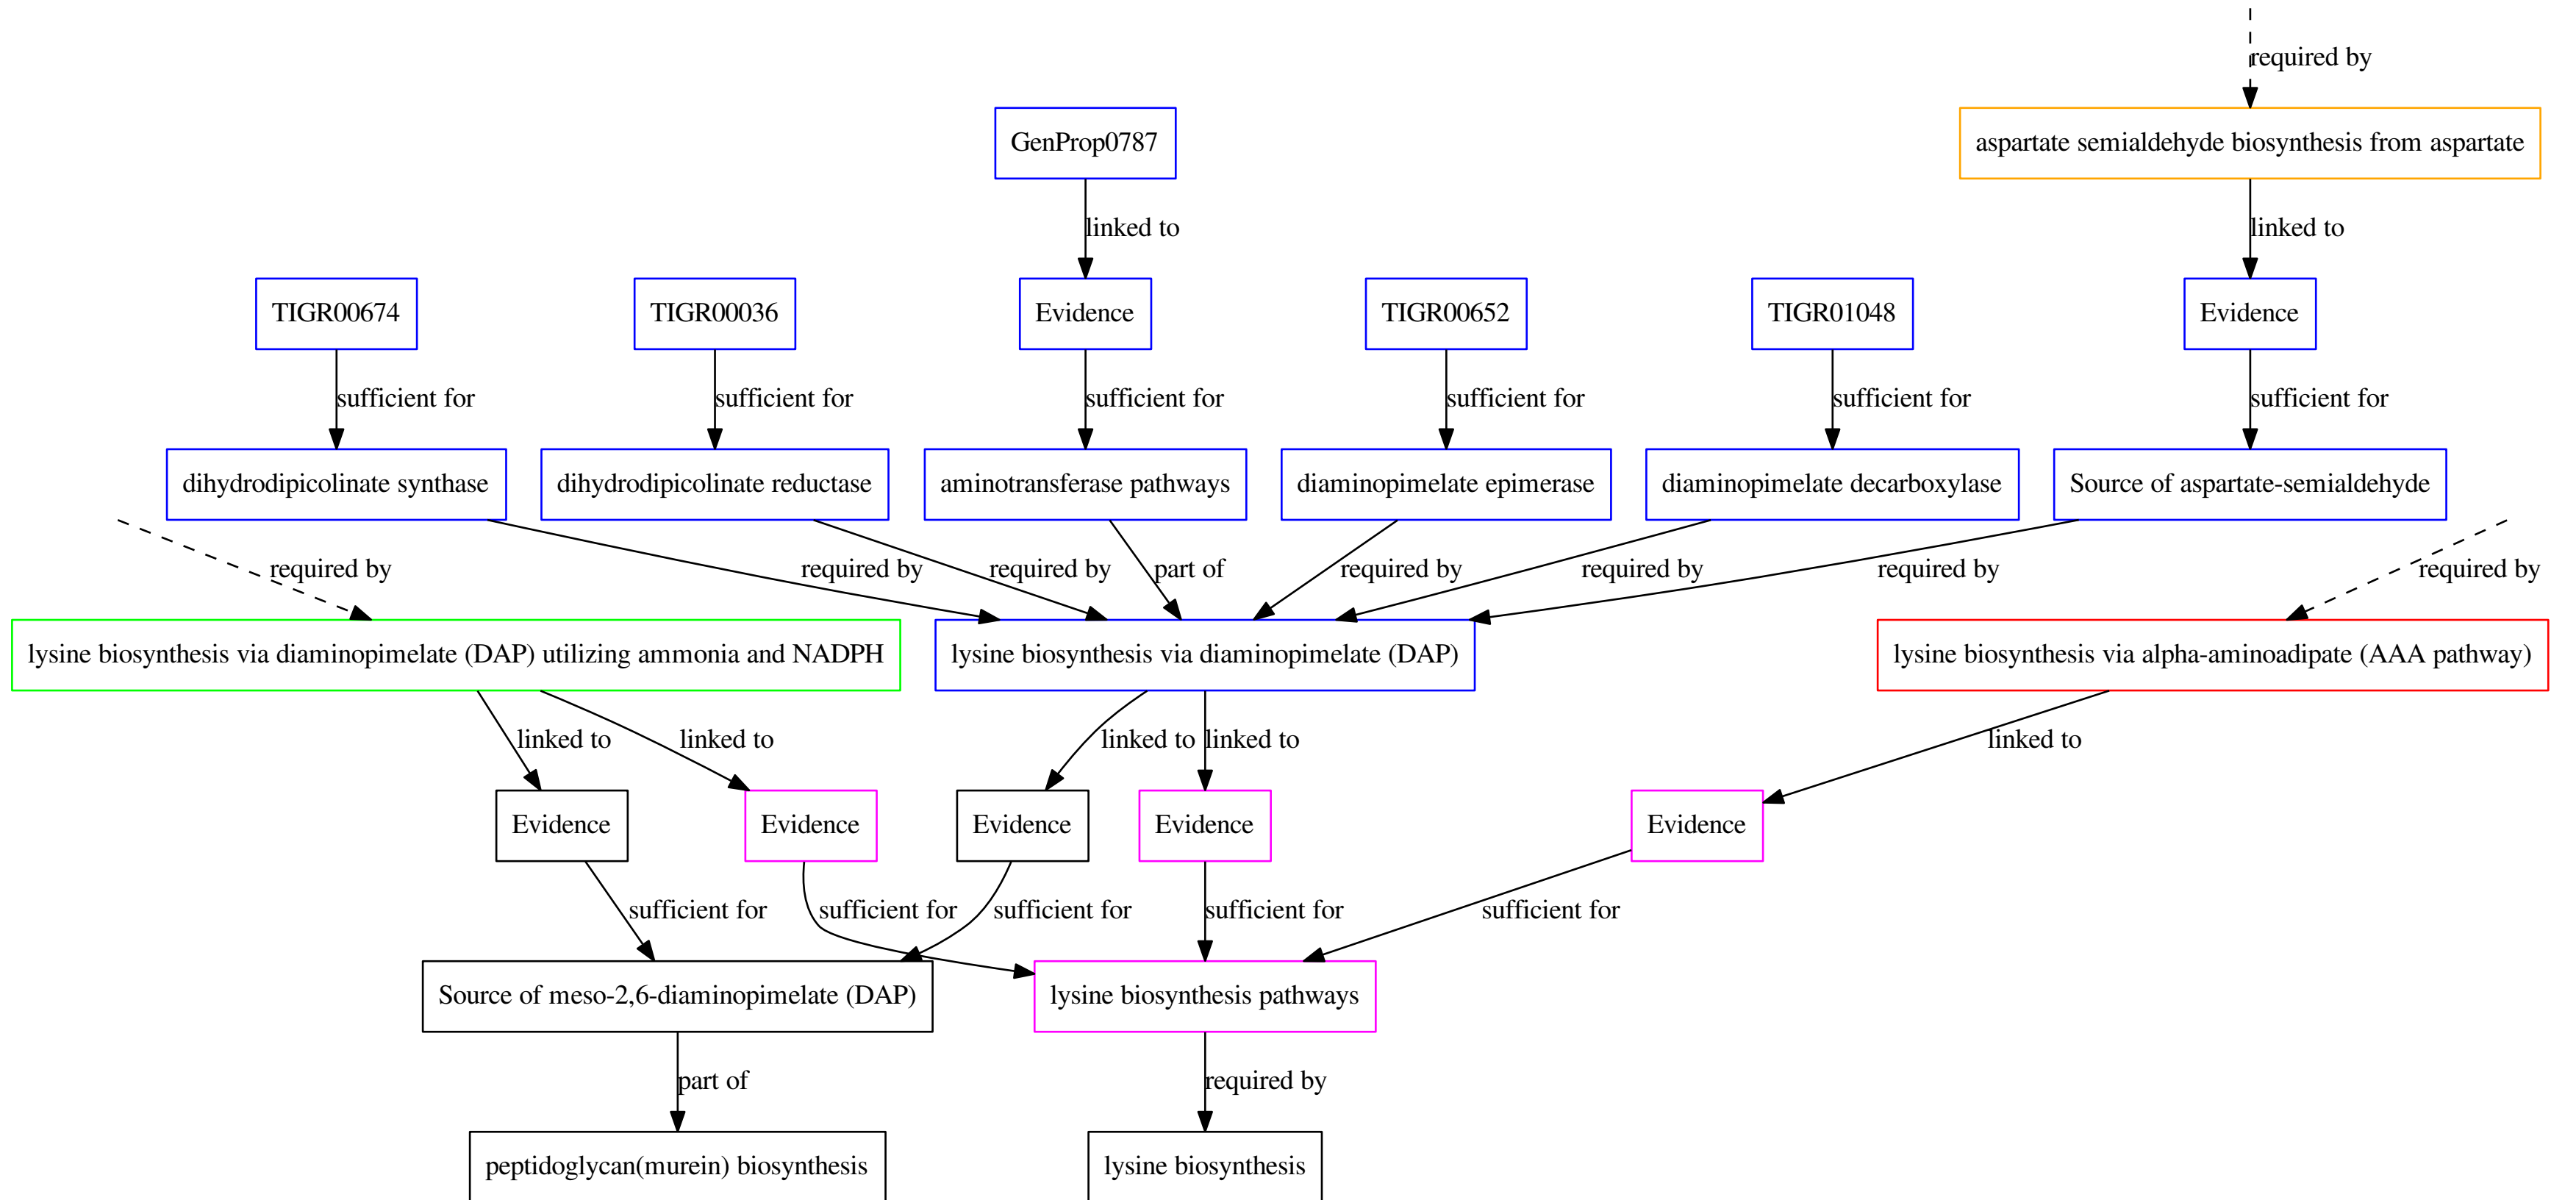 required by
GenProp0787
aspartate semialdehyde biosynthesis from aspartate
linked to
linked to
TIGR00674
TIGR00036
Evidence
TIGR00652
TIGR01048
Evidence
sufficient for
sufficient for
sufficient for
sufficient for
sufficient for
sufficient for
dihydrodipicolinate synthase
dihydrodipicolinate reductase
aminotransferase pathways
diaminopimelate epimerase
diaminopimelate decarboxylase
Source of aspartate-semialdehyde
required by
required by
required by
part of
required by
required by
required by
required by
lysine biosynthesis via diaminopimelate (DAP) utilizing ammonia and NADPH
lysine biosynthesis via diaminopimelate (DAP)
lysine biosynthesis via alpha-aminoadipate (AAA pathway)
linked to
linked to
linked to
linked to
linked to
Evidence
Evidence
Evidence
Evidence
Evidence
sufficient for
sufficient for
sufficient for
sufficient for
sufficient for
Source of meso-2,6-diaminopimelate (DAP)
lysine biosynthesis pathways
part of
required by
peptidoglycan(murein) biosynthesis
lysine biosynthesis